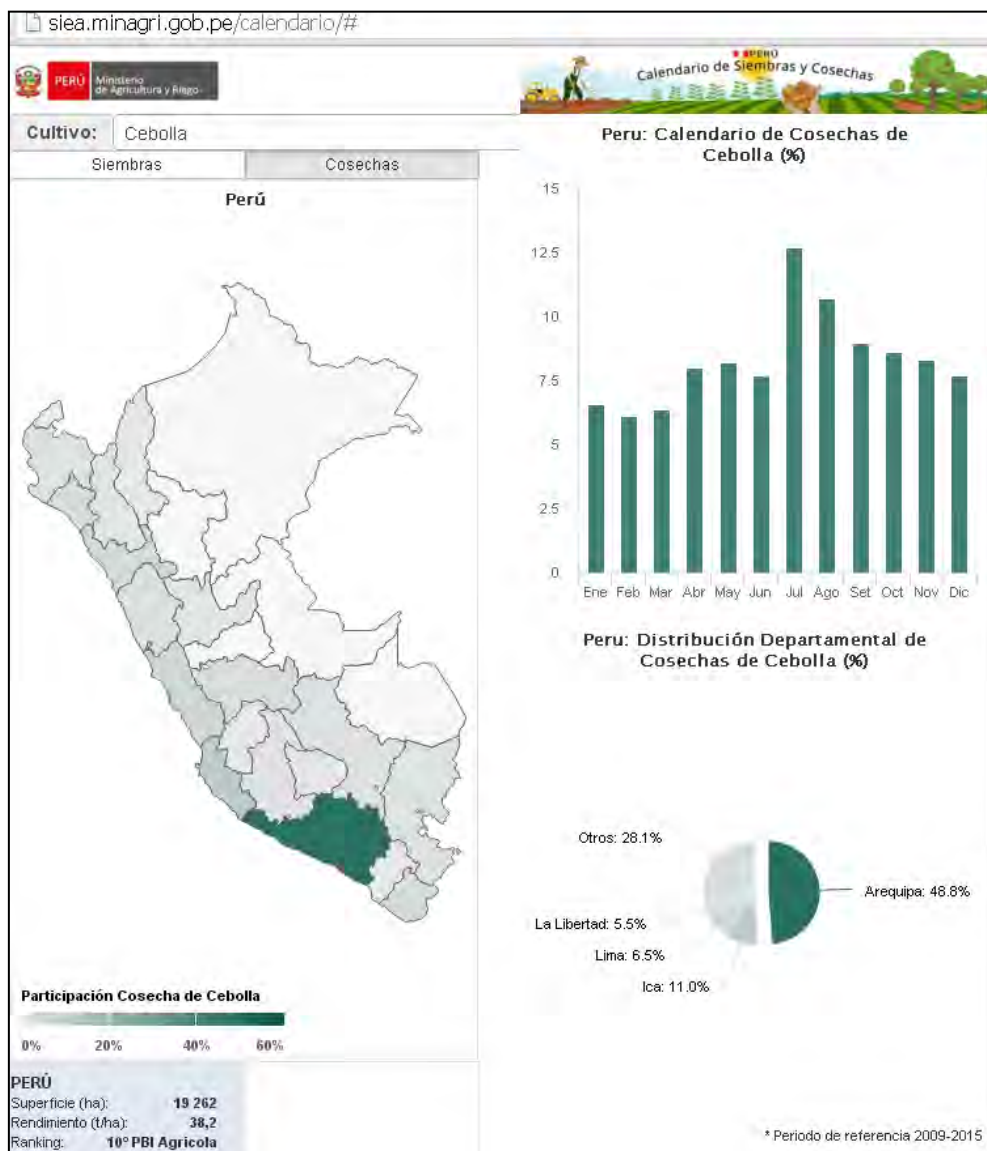 siea.minagri.gob.pe/calendario/#
PERÚ
Ministerio
de Agricultura y Riego
PERÚ
Calendario de Siembras y Cosechas
Cultivo:
Cebolla
Siembras
Cosechas
Perú
Participación Cosecha de Cebolla
0% 20% 40% 60%
PERÚ
Superficie (ha): 19 262
Rendimiento (t/ha): 38,2
Ranking: 10º PBI Agricola
Peru: Calendario de Cosechas de
Cebolla (%)
15
12.5
10
7.5
5
2.5
0
Ene Feb Mar Abr May Jun Jul Ago Set Oct Nov Dic
Peru: Distribución Departamental de
Cosechas de Cebolla (%)
Otros: 28.1%
Arequipa: 48.8%
La Libertad: 5.5%
Lima: 6.5%
Ica: 11.0%
* Periodo de referencia 2009-2015